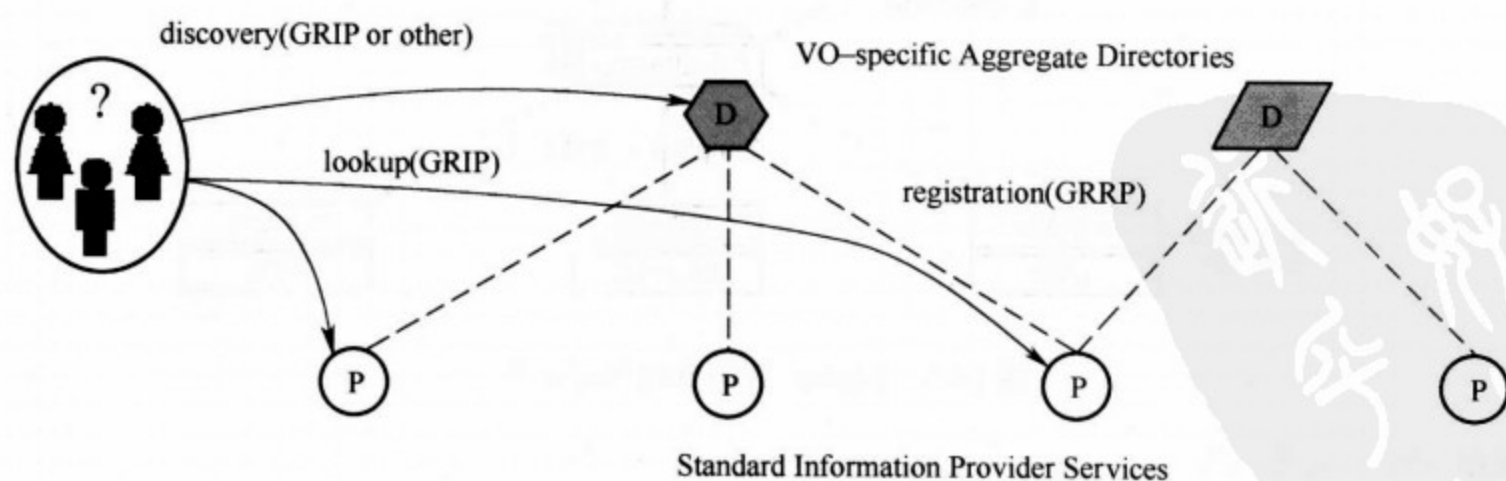 discovery(GRIP or other)
VO–specific Aggregate Directories
?
D
D
lookup(GRIP)
registration(GRRP)
P
P
P
P
Standard Information Provider Services